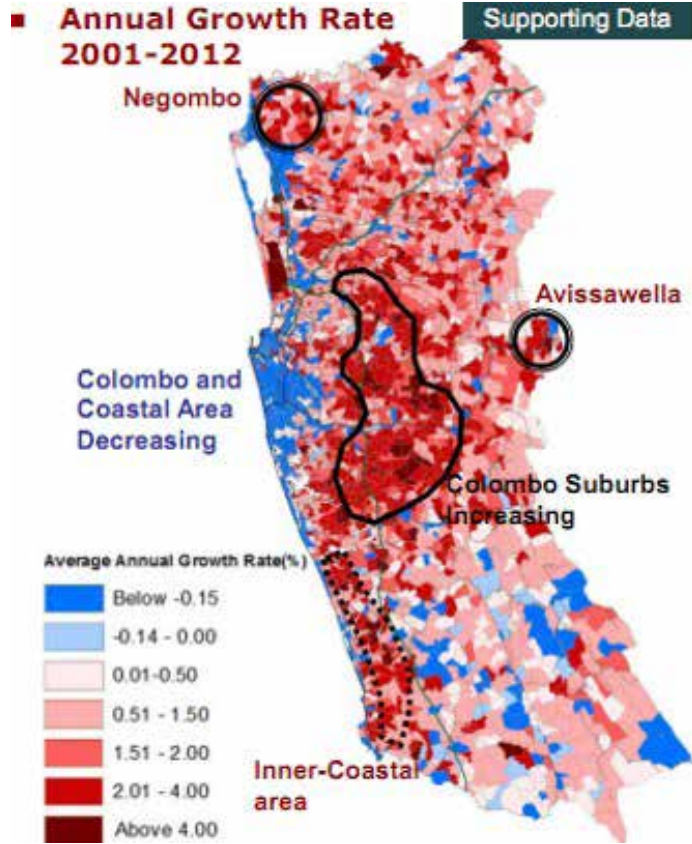 Annual Growth Rate
2001-2012
Supporting Data
Negombo
Avissawella
Colombo and
Coastal Area
Decreasing
Colombo Suburbs
Increasing
Average Annual Growth Rate(%)
Below -0.15
-0.14 - 0.00
0.01-0.50
0.51 - 1.50
1.51 - 2.00
2.01 - 4.00
Above 4.00
Inner-Coastal
area